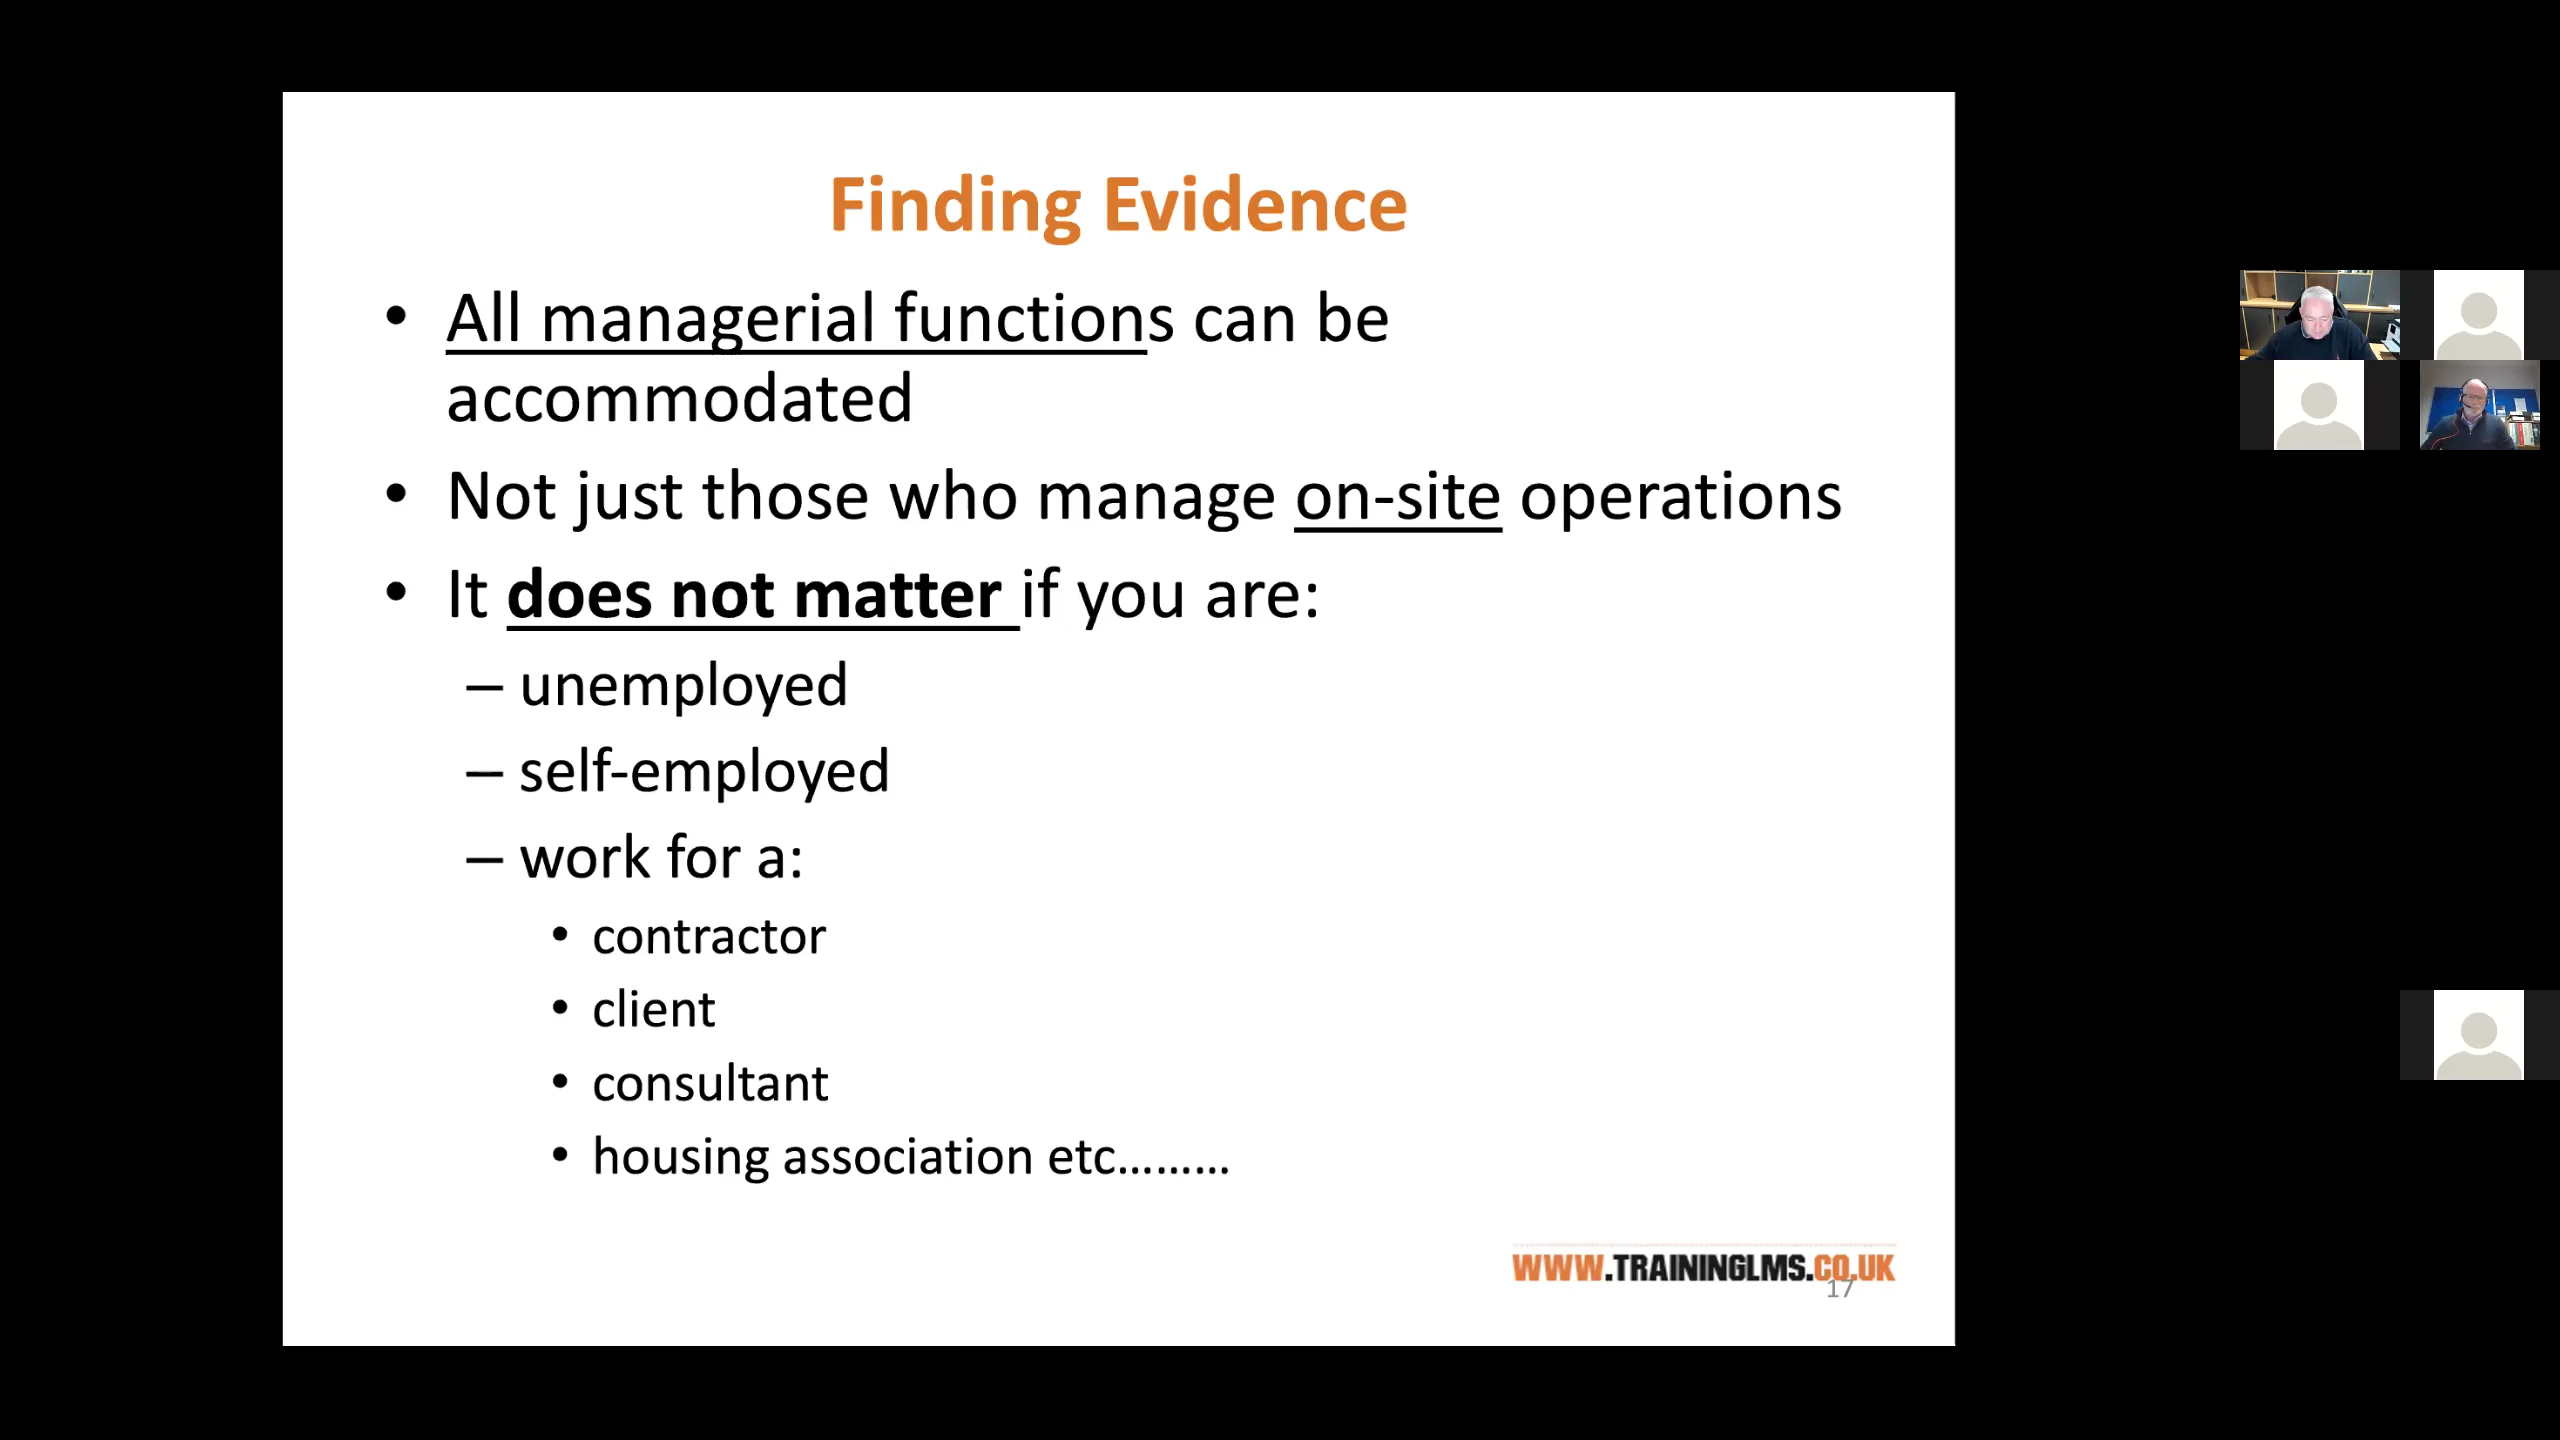 Finding Evidence
• All managerial functions can be
accommodated
• Not just those who manage on-site operations
• It does not matter if you are:
– unemployed
– self-employed
– work for a:
• contractor
• client
• consultant
• housing association etc………
WWW.TRAININGLMS.CO.UK
17